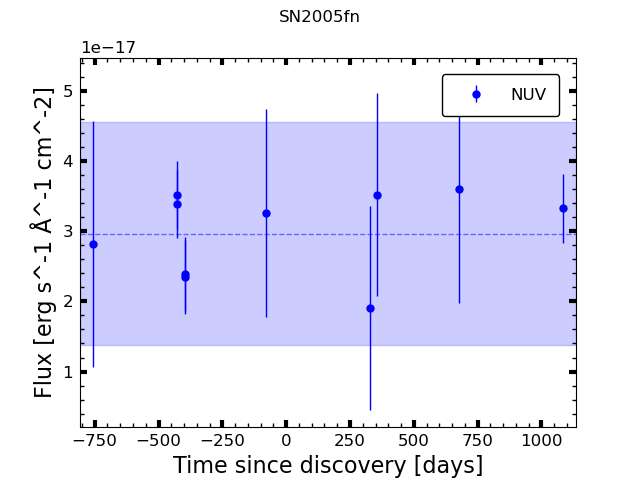 SN2005fn
1e−17
NUV
5
4
3
2
1
Flux [erg s^-1 Å^-1 cm^-2]
−750 −500 −250 0 250 500 750 1000
Time since discovery [days]